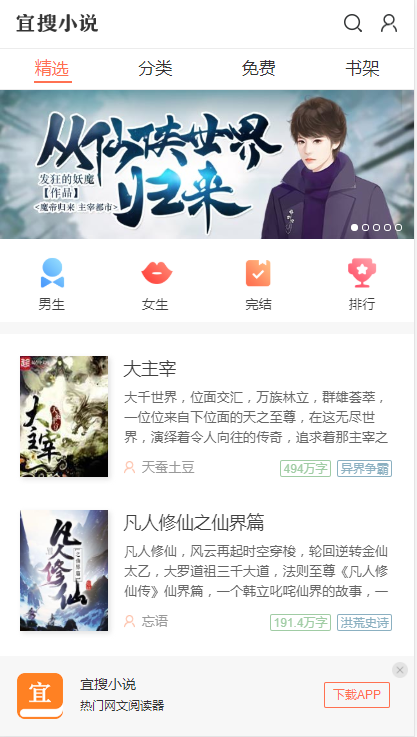 宜搜小说
精选 分类 免费 书架
从仙侠世界
归来
发狂的妖魔
【作品】
<魔帝归来 主宰都市>
男生 女生 完结 排行
大主宰
大主宰
大千世界，位面交汇，万族林立，群雄荟萃，
一位位来自下位面的天之至尊，在这无尽世
界，演绎着令人向往的传奇，追求着那主宰之
天蚕土豆 494万字 异界争霸
凡人修仙
凡人修仙之仙界篇
凡人修仙，风云再起时空穿梭，轮回逆转金仙
太乙，大罗道祖三千大道，法则至尊《凡人修
仙传》仙界篇，一个韩立叱咤仙界的故事，一
忘语 191.4万字 洪荒史诗
宜
宜搜小说
热门网文阅读器
下载APP